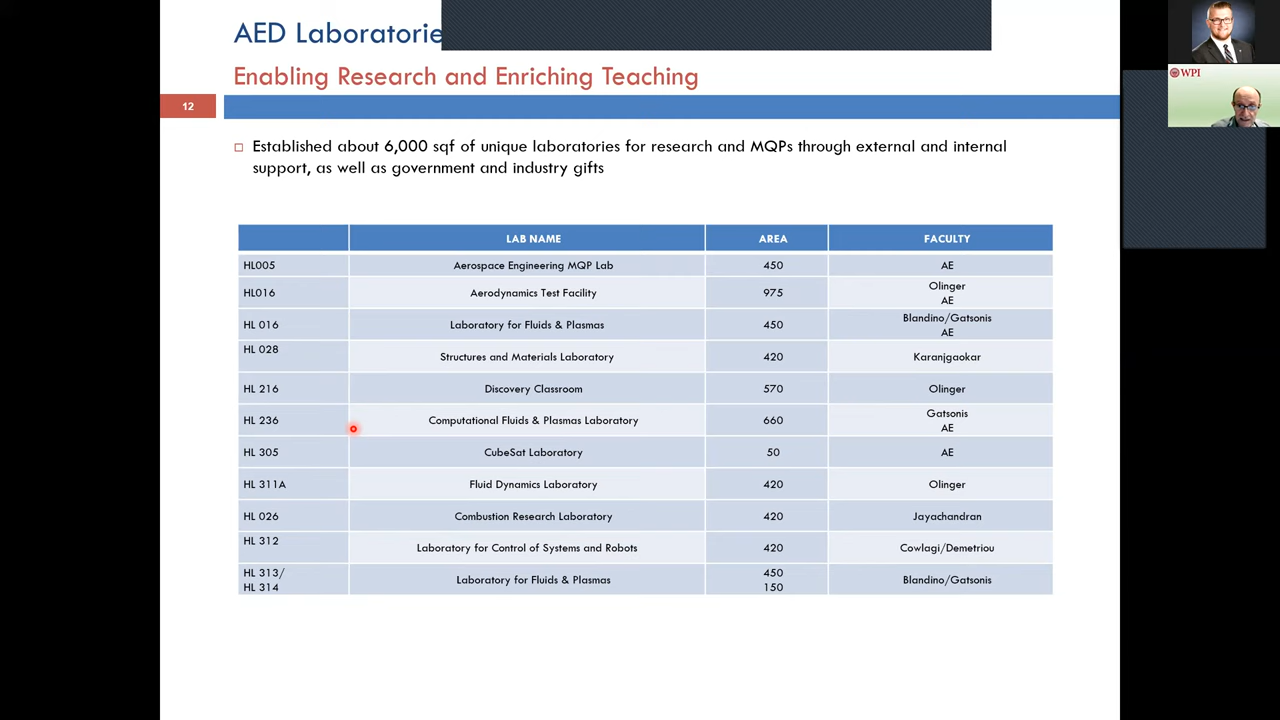 AED Laboratorie
Enabling Research and Enriching Teaching
12
Established about 6,000 sqf of unique laboratories for research and MQPs through external and internal
support, as well as government and industry gifts
LAB NAME AREA FACULTY
HL005 Aerospace Engineering MQP Lab 450 AE
HL016 Aerodynamics Test Facility 975 Olinger
AE
HL 016 Laboratory for Fluids & Plasmas 450 Blandino/Gatsonis
AE
HL 028 Structures and Materials Laboratory 420 Karanjgaokar
HL 216 Discovery Classroom 570 Olinger
HL 236 Computational Fluids & Plasmas Laboratory 660 Gatsonis
AE
HL 305 CubeSat Laboratory 50 AE
HL 311A Fluid Dynamics Laboratory 420 Olinger
HL 026 Combustion Research Laboratory 420 Jayachandran
HL 312 Laboratory for Control of Systems and Robots 420 Cowlagi/Demetriou
HL 313/ Laboratory for Fluids & Plasmas 450 Blandino/Gatsonis
HL 314 150
WPI